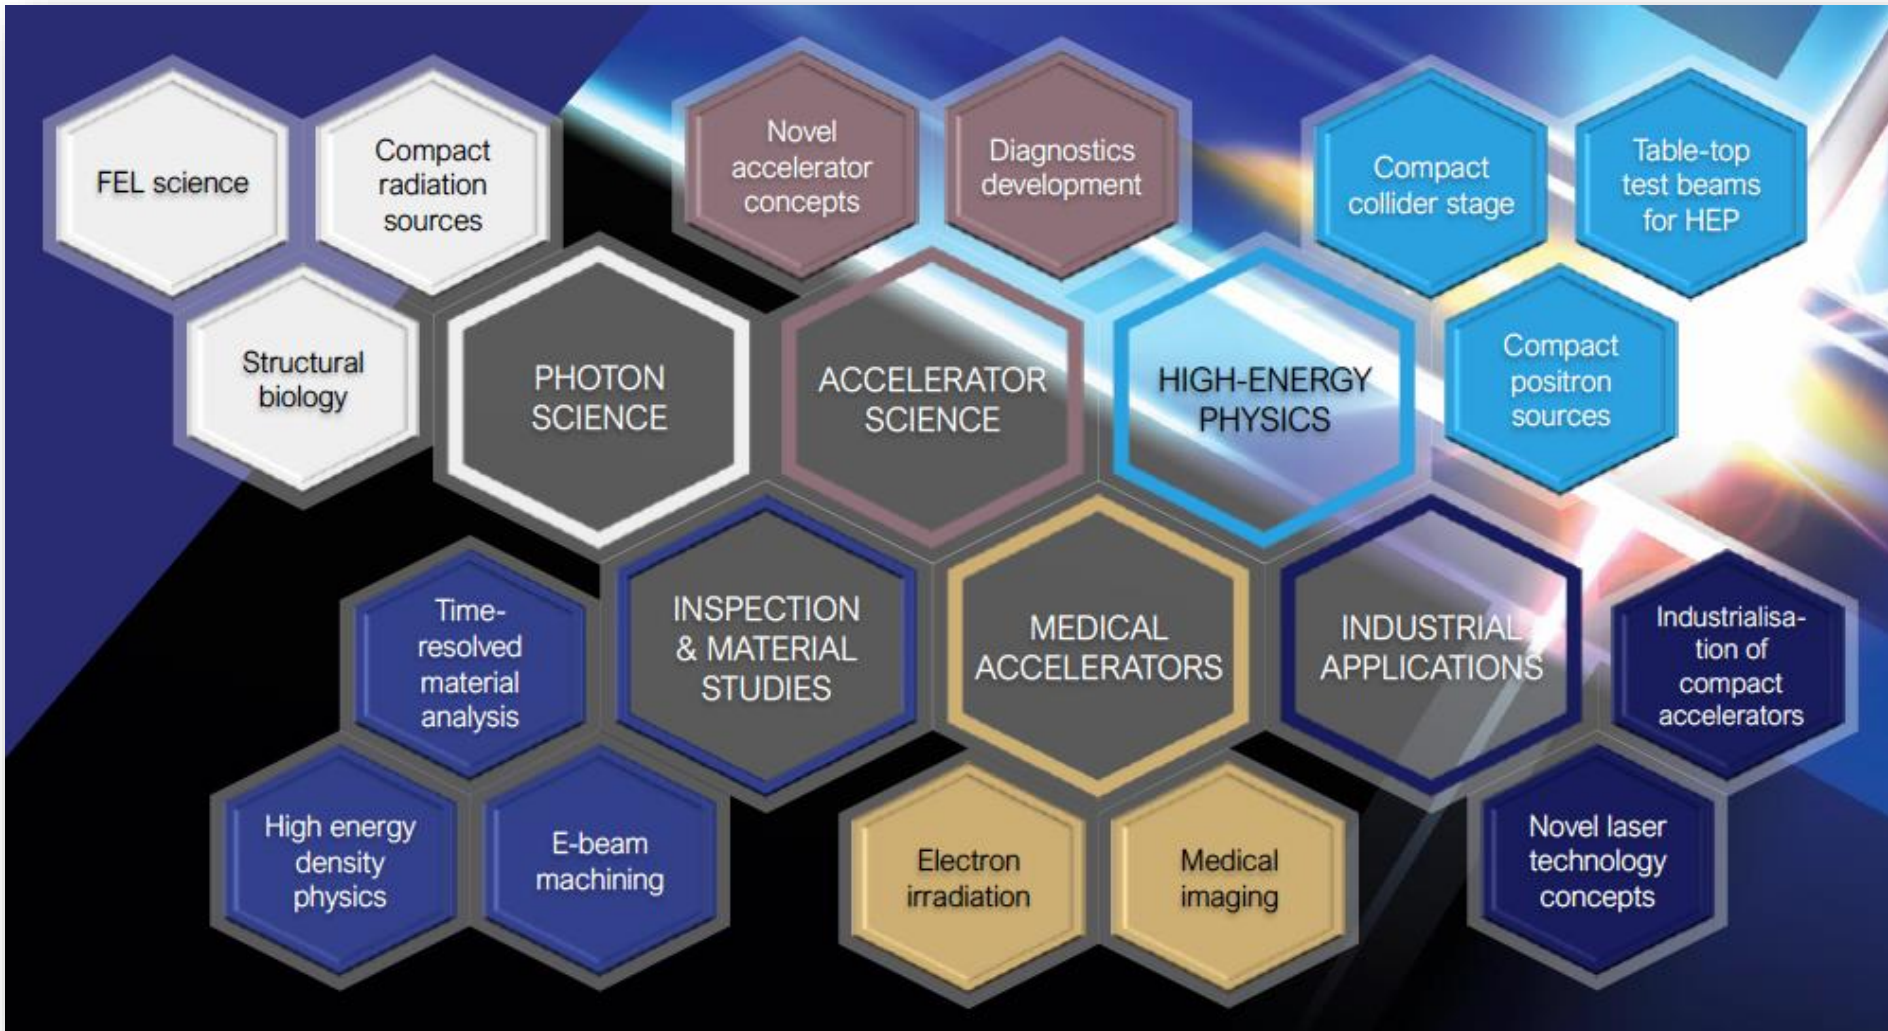 FEL science
Compact
radiation
sources
Novel
accelerator
concepts
Diagnostics
development
Compact
collider stage
Table-top
test beams
for HEP
Structural
biology
PHOTON
SCIENCE
ACCELERATOR
SCIENCE
HIGH-ENERGY
PHYSICS
Compact
positron
sources
Time-
resolved
material
analysis
INSPECTION
& MATERIAL
STUDIES
MEDICAL
ACCELERATORS
INDUSTRIAL
APPLICATIONS
Industrialisa-
tion of
compact
accelerators
High energy
density
physics
E-beam
machining
Electron
irradiation
Medical
imaging
Novel laser
technology
concepts